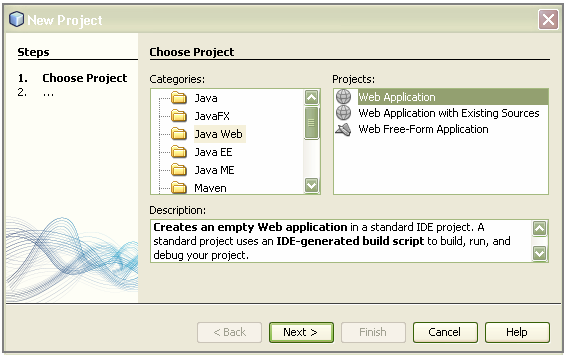 New Project
Steps
1. Choose Project
2. ...
Choose Project
Categories:
Java
JavaFX
Java Web
Java EE
Java ME
Maven
Projects:
Web Application
Web Application with Existing Sources
Web Free-Form Application
Description:
Creates an empty Web application in a standard IDE project. A
standard project uses an IDE-generated build script to build, run, and
debug your project.
< Back
Next >
Finish
Cancel
Help